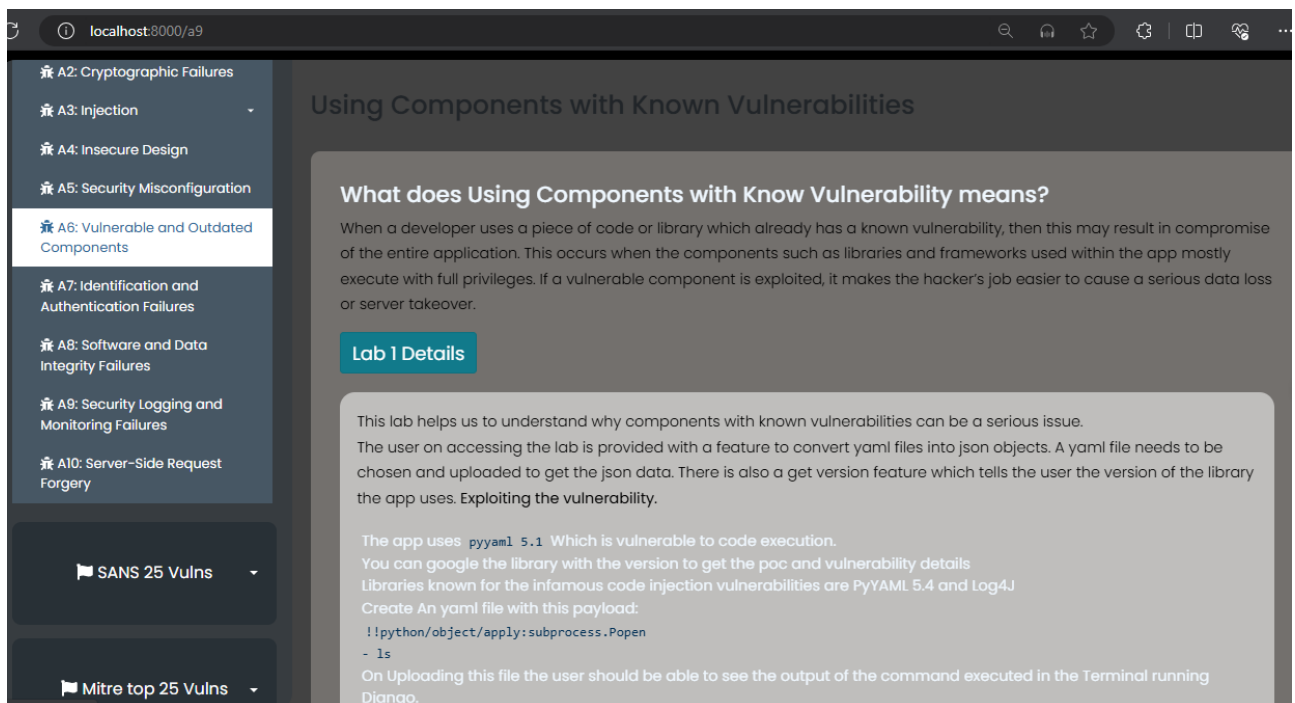 localhost:8000/a9
A2: Cryptographic Failures
A3: Injection
A4: Insecure Design
A5: Security Misconfiguration
A6: Vulnerable and Outdated
Components
A7: Identification and
Authentication Failures
A8: Software and Data
Integrity Failures
A9: Security Logging and
Monitoring Failures
A10: Server-Side Request
Forgery
SANS 25 Vulns
Mitre top 25 Vulns
Using Components with Known Vulnerabilities
What does Using Components with Know Vulnerability means?
When a developer uses a piece of code or library which already has a known vulnerability, then this may result in compromise
of the entire application. This occurs when the components such as libraries and frameworks used within the app mostly
execute with full privileges. If a vulnerable component is exploited, it makes the hacker's job easier to cause a serious data loss
or server takeover.
Lab 1 Details
This lab helps us to understand why components with known vulnerabilities can be a serious issue.
The user on accessing the lab is provided with a feature to convert yaml files into json objects. A yaml file needs to be
chosen and uploaded to get the json data. There is also a get version feature which tells the user the version of the library
the app uses. Exploiting the vulnerability.
The app uses pyyaml 5.1 Which is vulnerable to code execution.
You can google the library with the version to get the poc and vulnerability details
Libraries known for the infamous code injection vulnerabilities are PyYAML 5.4 and Log4J
Create An yaml file with this payload:
!!python/object/apply:subprocess.Popen
- ls
On Uploading this file the user should be able to see the output of the command executed in the Terminal running
Django.